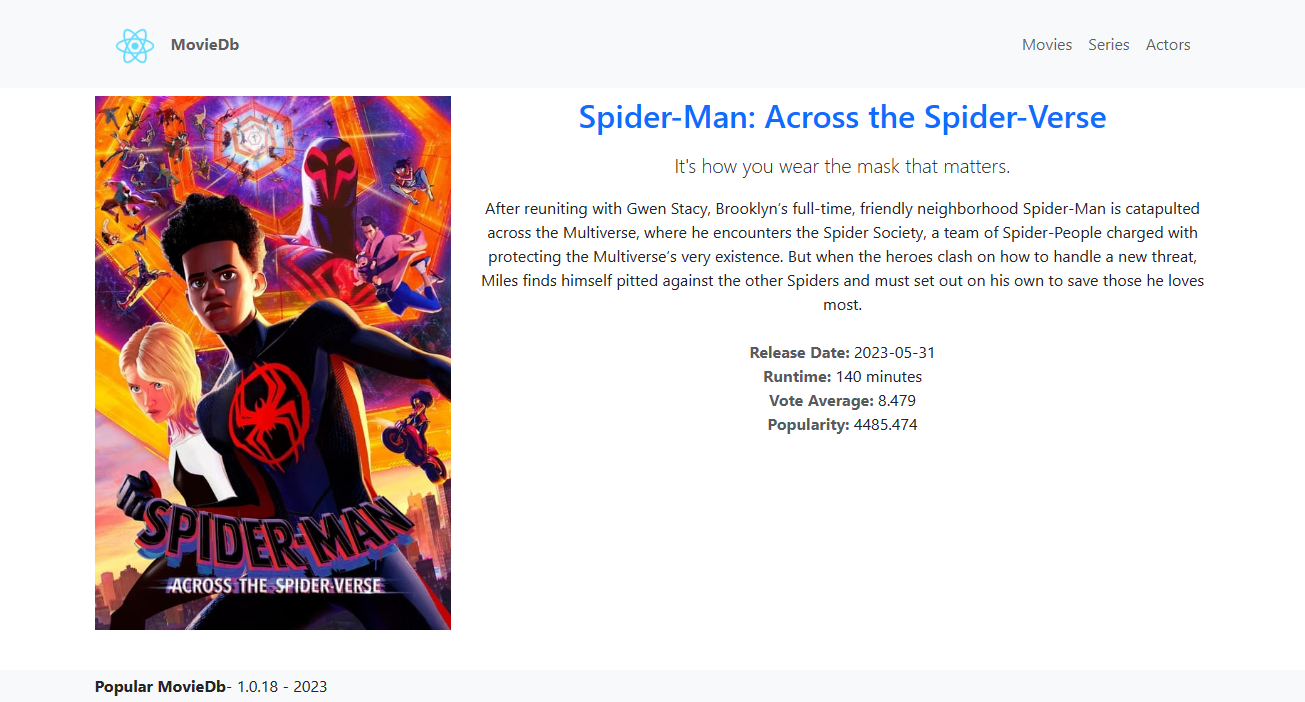 MovieDb
Movies Series Actors
Spider-Man: Across the Spider-Verse
It's how you wear the mask that matters.
After reuniting with Gwen Stacy, Brooklyn’s full-time, friendly neighborhood Spider-Man is catapulted
across the Multiverse, where he encounters the Spider Society, a team of Spider-People charged with
protecting the Multiverse’s very existence. But when the heroes clash on how to handle a new threat,
Miles finds himself pitted against the other Spiders and must set out on his own to save those he loves
most.
Release Date: 2023-05-31
Runtime: 140 minutes
Vote Average: 8.479
Popularity: 4485.474
SPIDER-MAN
ACROSS THE SPIDER-VERSE
Popular MovieDb- 1.0.18 - 2023